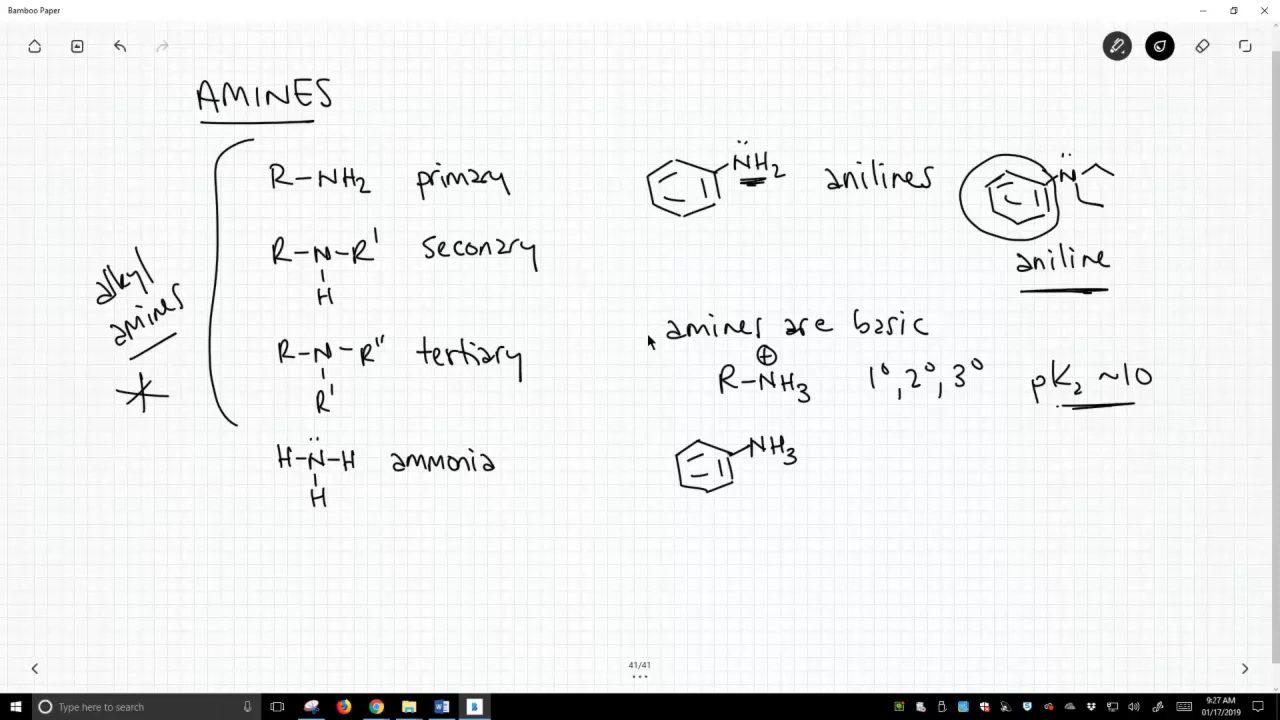 Bamboo Paper
AMINES
R-NH2 primary
R-N-R' seconary
H
R-N-R" tertiary
R'
alkyl
amines
H-N-H ammonia
H
NH2 anilines
N
aniline
amines are basic
⊕
R-NH3 1°, 2°, 3° pKa ~10
NH3
41/41
Type here to search
9:27 AM
01/17/2019